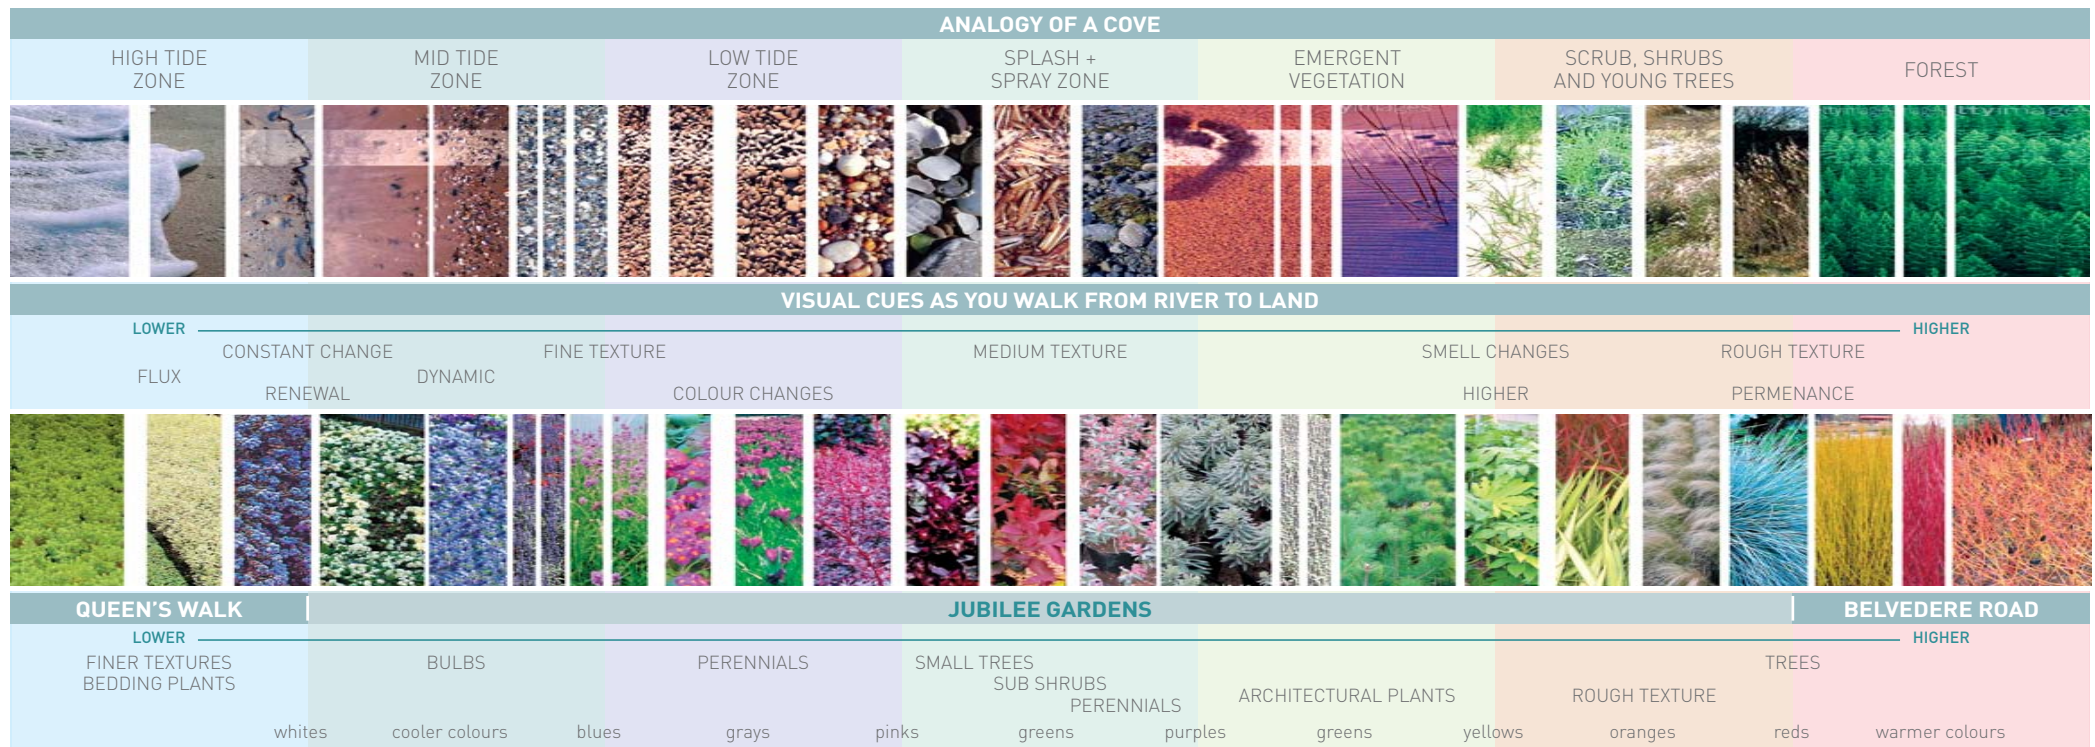 ANALOGY OF A COVE
HIGH TIDE
ZONE
MID TIDE
ZONE
LOW TIDE
ZONE
SPLASH +
SPRAY ZONE
EMERGENT
VEGETATION
SCRUB, SHRUBS
AND YOUNG TREES
FOREST
VISUAL CUES AS YOU WALK FROM RIVER TO LAND
LOWER
HIGHER
CONSTANT CHANGE
FINE TEXTURE
MEDIUM TEXTURE
SMELL CHANGES
ROUGH TEXTURE
FLUX
DYNAMIC
RENEWAL
COLOUR CHANGES
HIGHER
PERMENANCE
QUEEN'S WALK
JUBILEE GARDENS
BELVEDERE ROAD
LOWER
HIGHER
FINER TEXTURES
BEDDING PLANTS
BULBS
PERENNIALS
SMALL TREES
SUB SHRUBS
PERENNIALS
ARCHITECTURAL PLANTS
ROUGH TEXTURE
TREES
whites
cooler colours
blues
grays
pinks
greens
purples
greens
yellows
oranges
reds
warmer colours